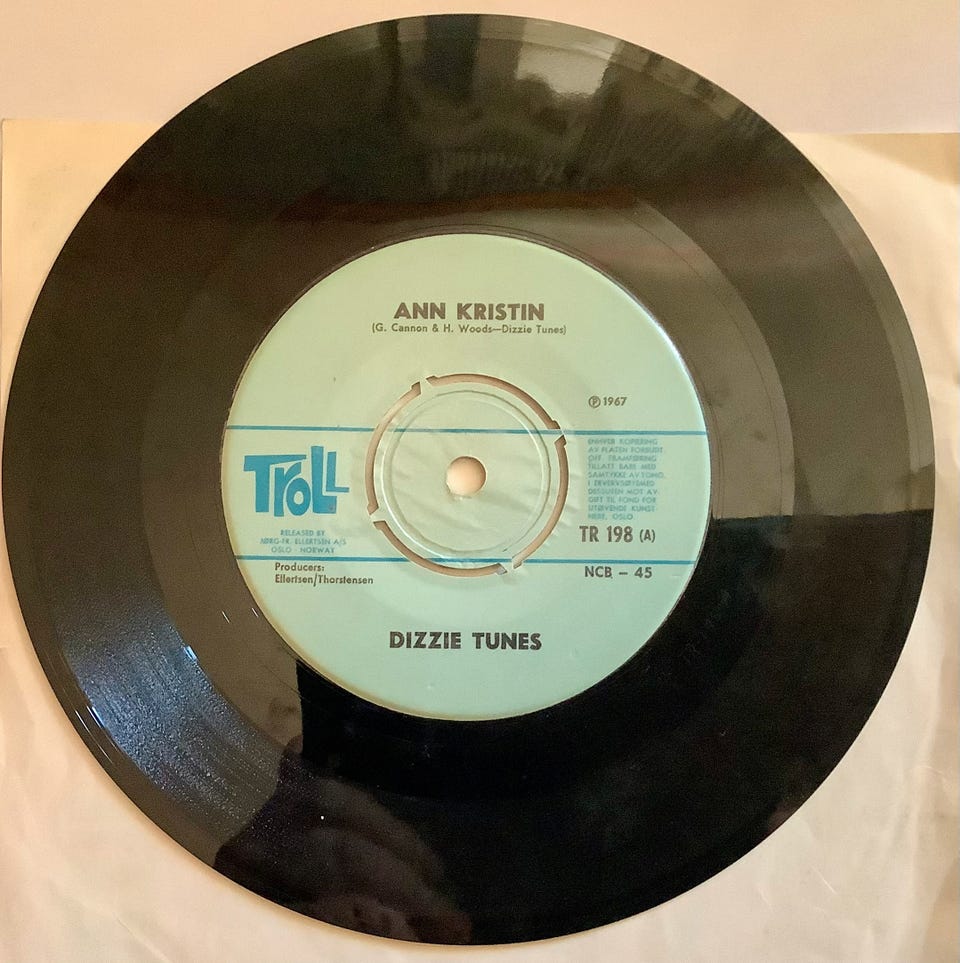 ANN KRISTIN
(G. Cannon & H. Woods—Dizzie Tunes)
℗ 1967
TROLL
RELEASED BY
NORG-FR. ELLERTSEN A/S
OSLO - NORWAY
ENHVER KOPIERING
AV PLATEN FORBUDT.
OFF. FRAMFØRING
TILLATT BARE MED
SAMTYKKE AV TONO,
I ERVERVSØYEMED
DESSUTEN MOT AV-
GIFT TIL FOND FOR
UTØVENDE KUNST-
NERE, OSLO.
TR 198 (A)
Producers:
Ellertsen/Thorstensen
NCB – 45
DIZZIE TUNES